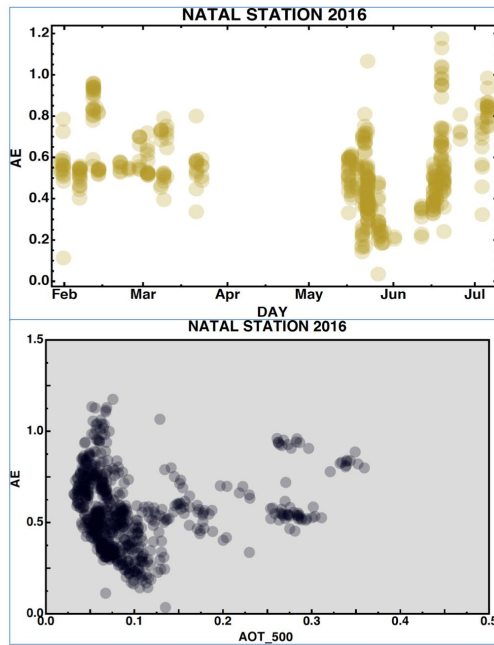 NATAL STATION 2016
1.2
1.0
0.8
0.6
0.4
0.2
0.0
AE
Feb Mar Apr May Jun Jul
DAY
NATAL STATION 2016
1.5
1.0
0.5
0.0
AE
0.0 0.1 0.2 0.3 0.4 0.5
AOT_500